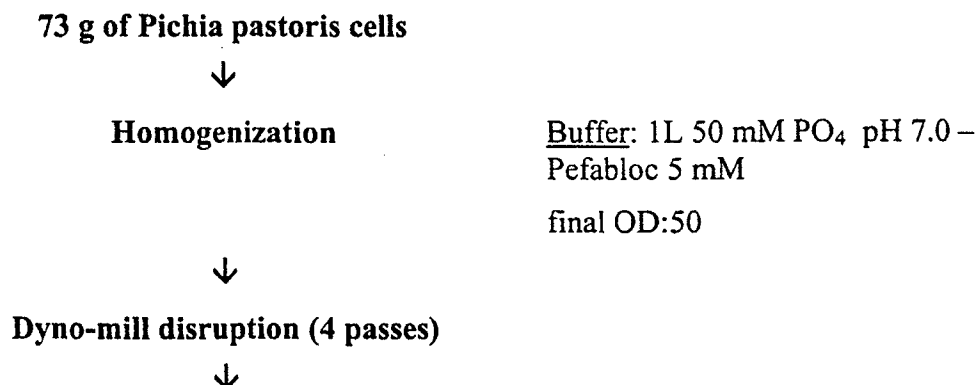 73 g of Pichia pastoris cells
↓
Homogenization Buffer: 1L 50 mM PO₄ pH 7.0 –
Pefabloc 5 mM
final OD:50
↓
Dyno-mill disruption (4 passes)
↓